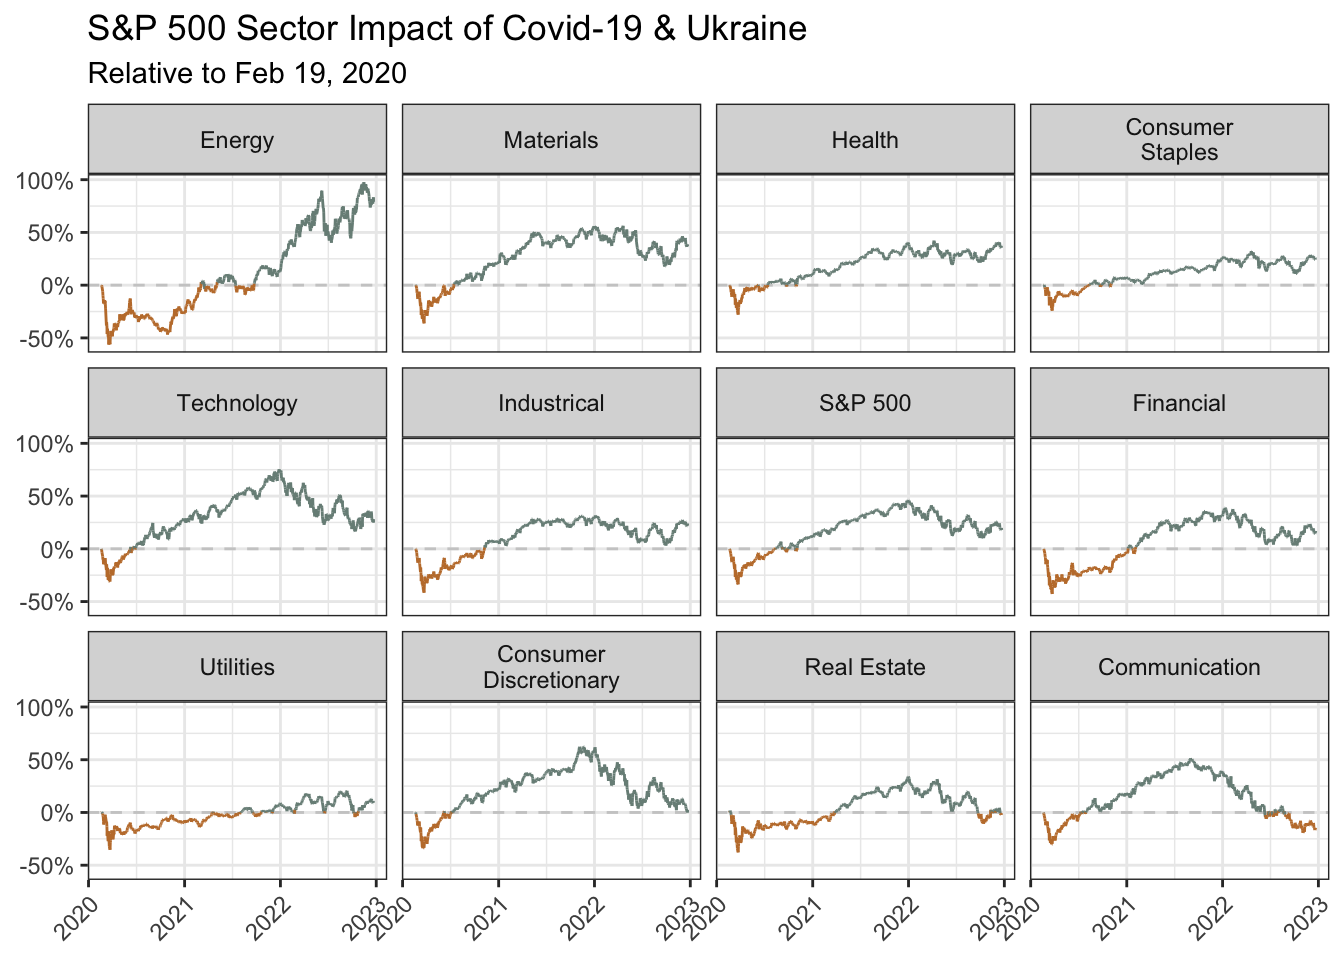 S&P 500 Sector Impact of Covid-19 & Ukraine
Relative to Feb 19, 2020
Energy
Materials
Health
Consumer
Staples
100%
50%
0%
-50%
Technology
Industrical
S&P 500
Financial
100%
50%
0%
-50%
Utilities
Consumer
Discretionary
Real Estate
Communication
100%
50%
0%
-50%
2020
2021
2022
2023
2020
2021
2022
2023
2020
2021
2022
2023
2020
2021
2022
2023